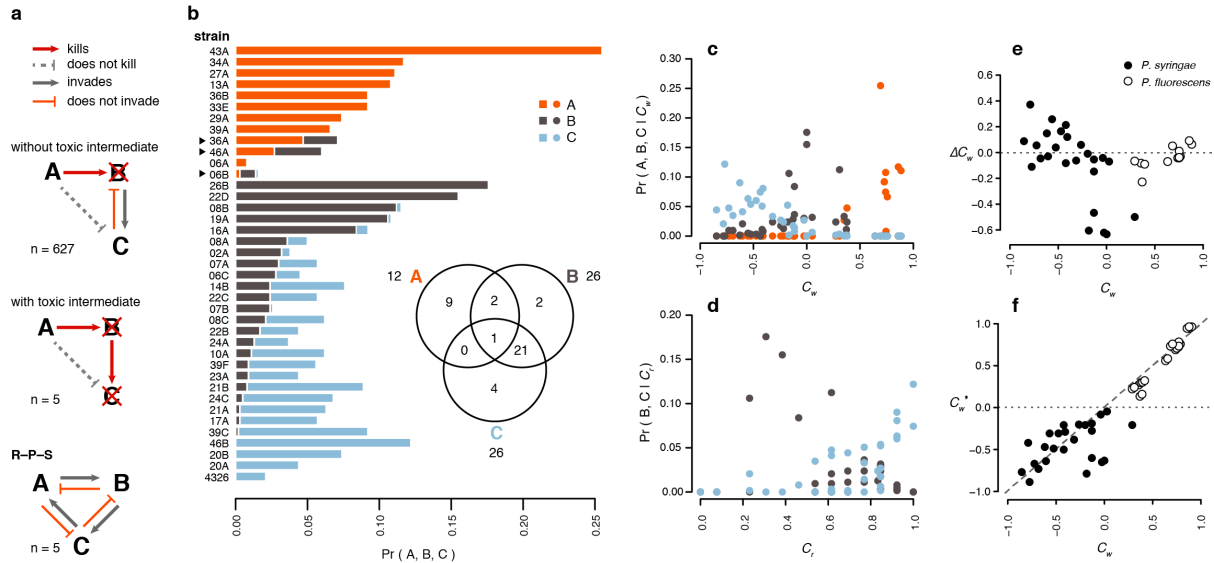 a
kills
does not kill
invades
does not invade
without toxic intermediate
A
B
C
n = 627
with toxic intermediate
A
B
C
n = 5
R–P–S
A
B
C
n = 5
b
strain
43A
34A
27A
13A
36B
33E
29A
39A
36A
46A
06A
06B
26B
22D
08B
19A
16A
08A
02A
07A
06C
14B
22C
07B
08C
22B
24A
10A
39F
23A
21B
24C
21A
17A
39C
46B
20B
20A
4326
0.00
0.05
0.10
0.15
0.20
0.25
Pr ( A, B, C )
A
B
C
12 A
B 26
9
2
2
1
0
21
4
C
26
c
Pr ( A, B, C | Cw)
0.30
0.25
0.20
0.15
0.10
0.05
0.00
−1.0
−0.5
0.0
0.5
1.0
Cw
d
Pr ( B, C | Cr)
0.20
0.15
0.10
0.05
0.00
0.0
0.2
0.4
0.6
0.8
1.0
Cr
e
P. syringae
P. fluorescens
ΔCw
0.6
0.4
0.2
0.0
−0.2
−0.4
−0.6
−1.0
−0.5
0.0
0.5
1.0
Cw
f
Cw*
1.0
0.5
0.0
−0.5
−1.0
−1.0
−0.5
0.0
0.5
1.0
Cw